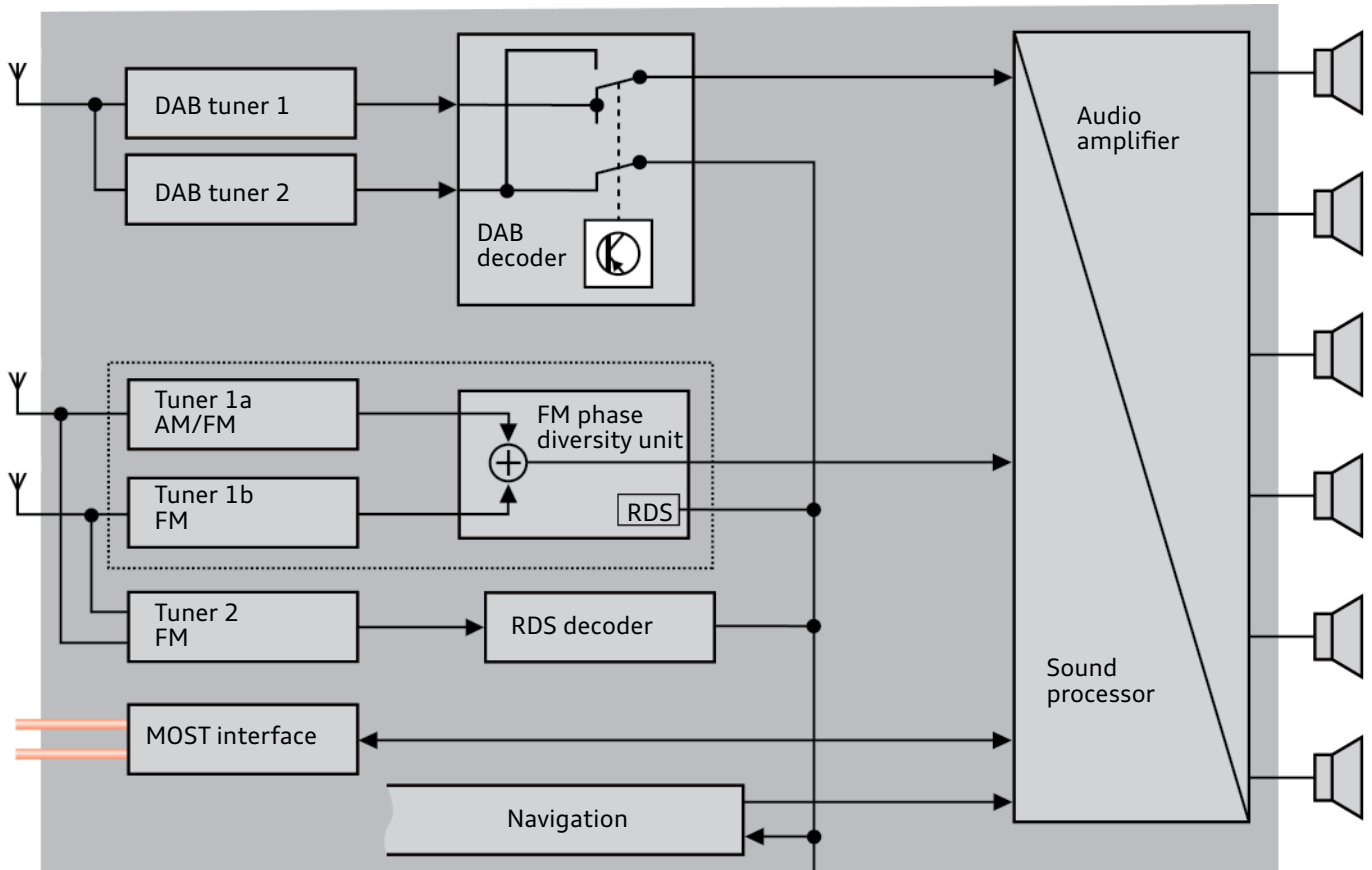 DAB tuner 1
DAB tuner 2
DAB
decoder
Audio
amplifier
Tuner 1a
AM/FM
FM phase
diversity unit
Tuner 1b
FM
RDS
Tuner 2
FM
RDS decoder
Sound
processor
MOST interface
Navigation